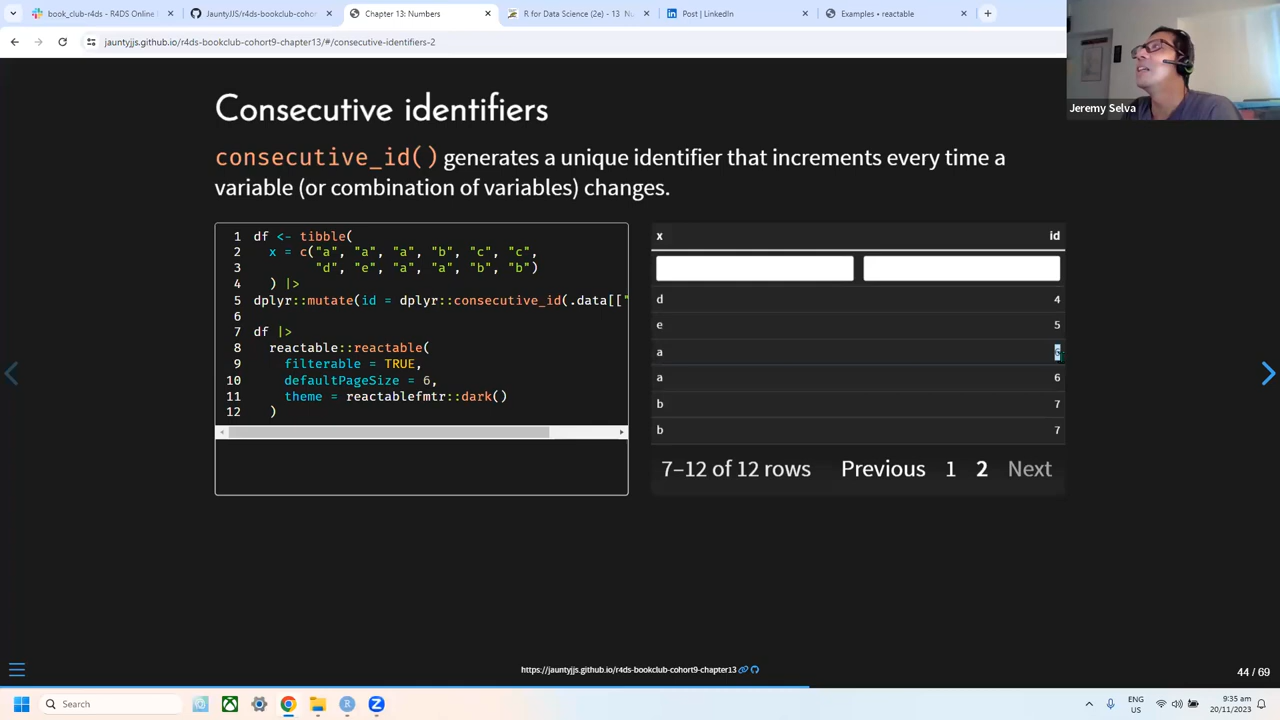 book_club-r4ds - R4DS Online
JauntyJJS/r4ds-bookclub-cohor
Chapter 13: Numbers
R for Data Science (2e) - 13 N
Post | LinkedIn
Examples - reactable
jauntyjjs.github.io/r4ds-bookclub-cohort9-chapter13/#/consecutive-identifiers-2
Jeremy Selva
Consecutive identifiers
consecutive_id() generates a unique identifier that increments every time a
variable (or combination of variables) changes.
1 df <- tibble(
2 x = c("a", "a", "a", "b", "c", "c",
3 "d", "e", "a", "a", "b", "b")
4 ) |>
5 dplyr::mutate(id = dplyr::consecutive_id(.data[["
6
7 df |>
8 reactable::reactable(
9 filterable = TRUE,
10 defaultPageSize = 6,
11 theme = reactablefmtr::dark()
12 )
x id
d 4
e 5
a 6
a 6
b 7
b 7
7–12 of 12 rows Previous 1 2 Next
https://jauntyjjs.github.io/r4ds-bookclub-cohort9-chapter13
44 / 69
Search
ENG
US
9:35 am
20/11/2023